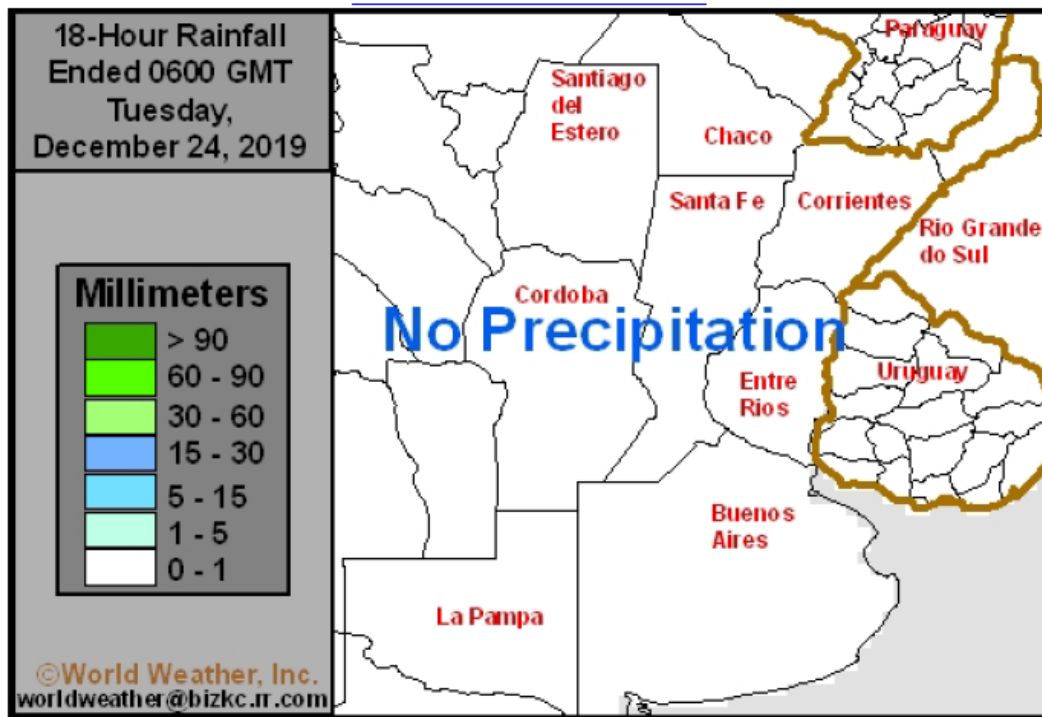 18-Hour Rainfall
Ended 0600 GMT
Tuesday,
December 24, 2019
Millimeters
> 90
60 - 90
30 - 60
15 - 30
5 - 15
1 - 5
0 - 1
©World Weather, Inc.
worldweather@bizkc.rr.com
Paraguay
Santiago
del
Estero
Chaco
Santa Fe
Corrientes
Rio Grande
do Sul
Cordoba
No Precipitation
Entre
Rios
Uruguay
Buenos
Aires
La Pampa